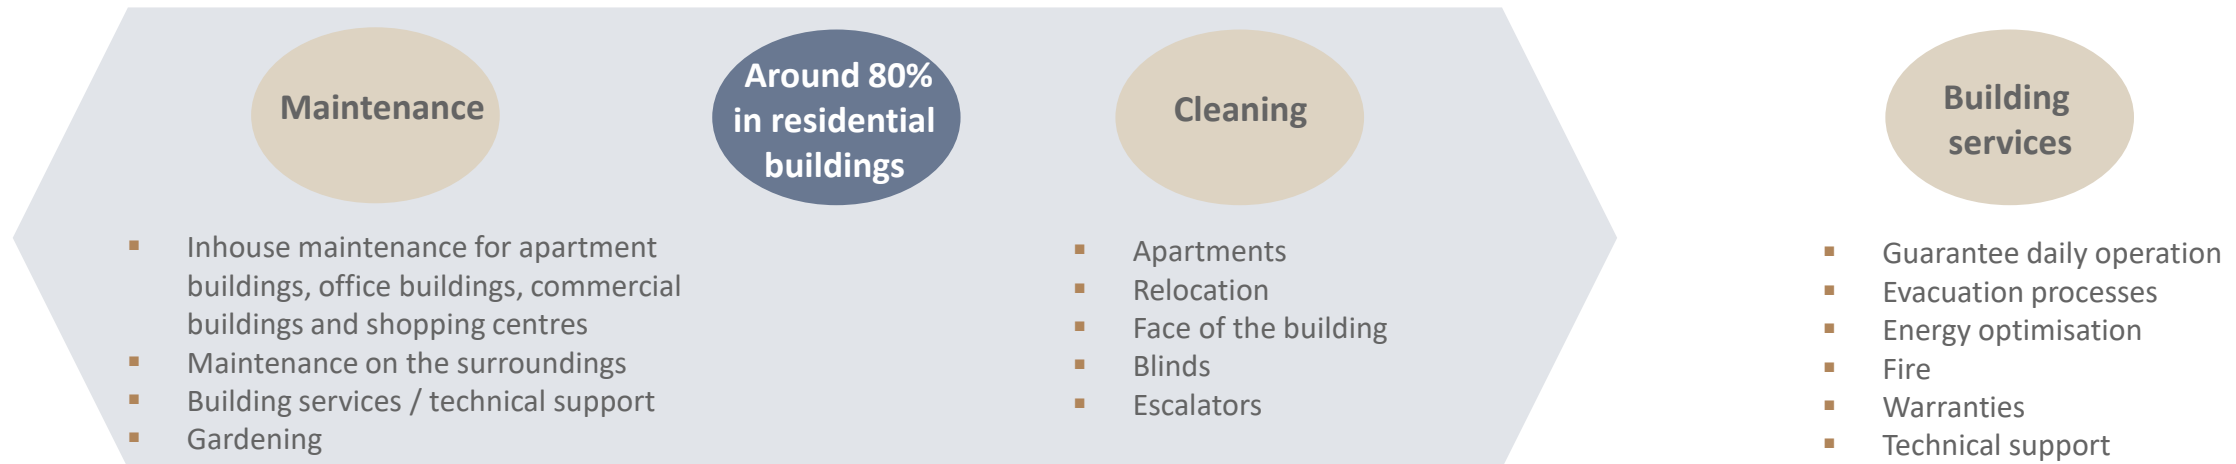 Maintenance
Around 80%
in residential
buildings
Cleaning
Building
services
Inhouse maintenance for apartment
buildings, office buildings, commercial
buildings and shopping centres
Maintenance on the surroundings
Building services / technical support
Gardening
Apartments
Relocation
Face of the building
Blinds
Escalators
Guarantee daily operation
Evacuation processes
Energy optimisation
Fire
Warranties
Technical support